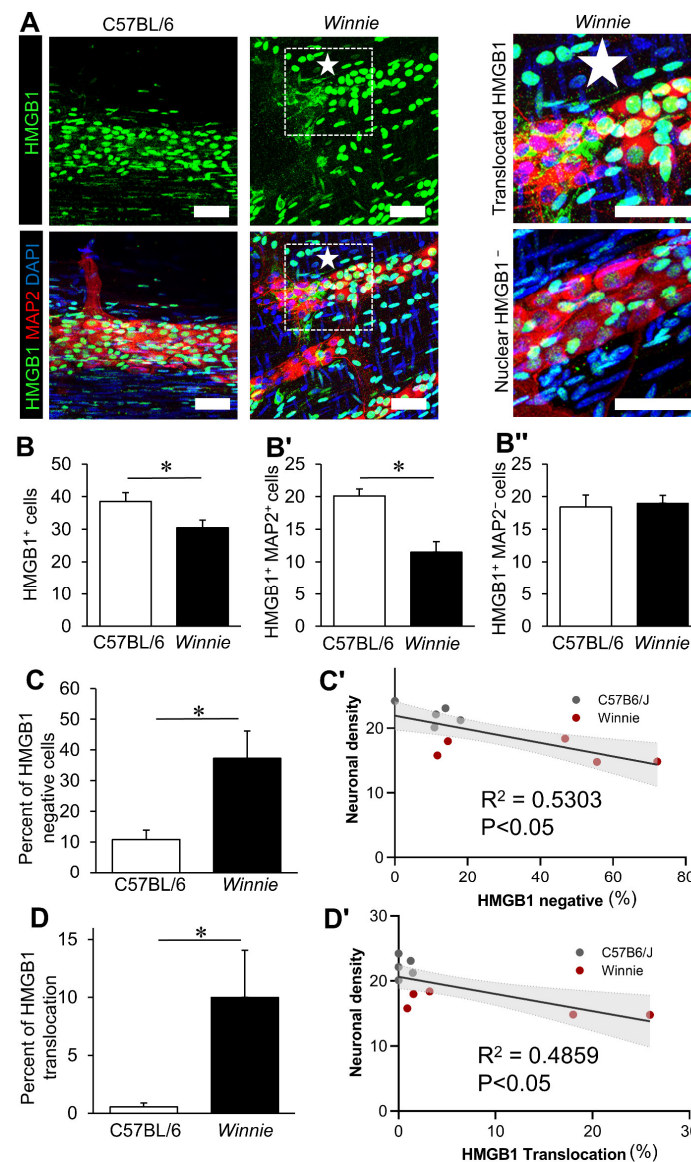 A
C57BL/6
Winnie
Winnie
HMGB1
Translocated HMGB1
HMGB1 MAP2 DAPI
Nuclear HMGB1⁻
B
HMGB1⁺ cells
50
40
30
20
10
0
*
C57BL/6 Winnie
B'
HMGB1⁺ MAP2⁺ cells
25
20
15
10
5
0
*
C57BL/6 Winnie
B''
HMGB1⁺ MAP2⁻ cells
25
20
15
10
5
0
C57BL/6 Winnie
C
Percent of HMGB1
negative cells
60
50
40
30
20
10
0
*
C57BL/6 Winnie
C'
Neuronal density
30
20
10
0
C57B6/J
Winnie
R² = 0.5303
P<0.05
0 20 40 60 80
HMGB1 negative (%)
D
Percent of HMGB1
translocation
15
10
5
0
*
C57BL/6 Winnie
D'
Neuronal density
30
20
10
0
C57B6/J
Winnie
R² = 0.4859
P<0.05
0 10 20 30
HMGB1 Translocation (%)